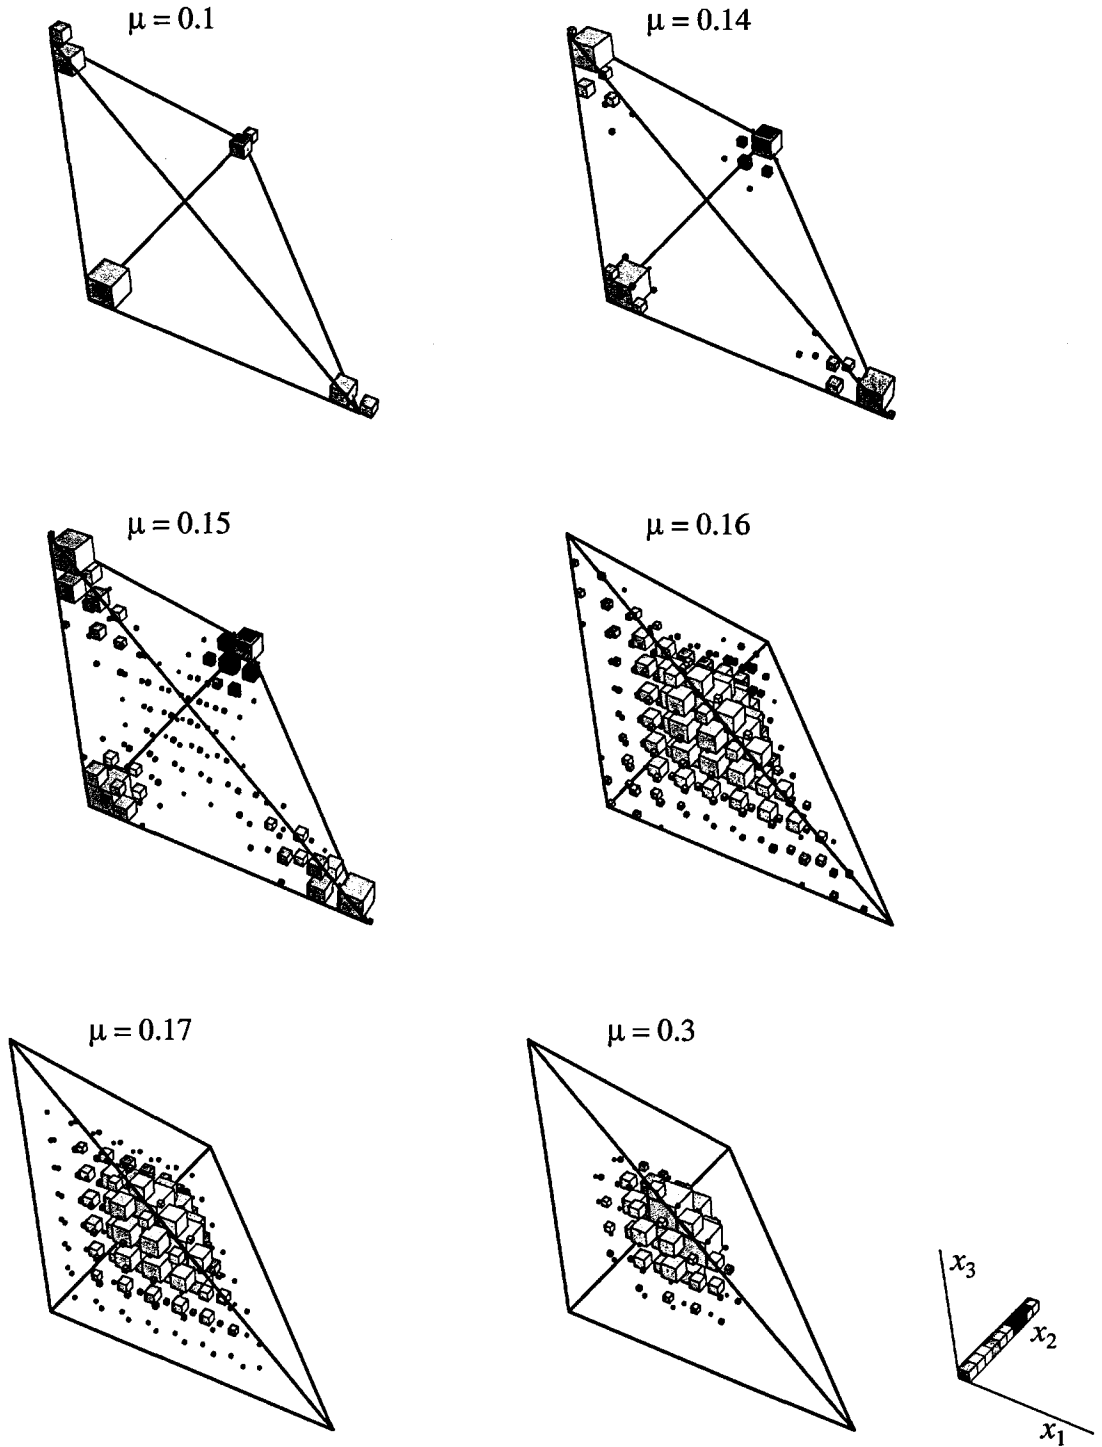 μ = 0.1
μ = 0.14
μ = 0.15
μ = 0.16
μ = 0.17
μ = 0.3
x₃
x₂
x₁